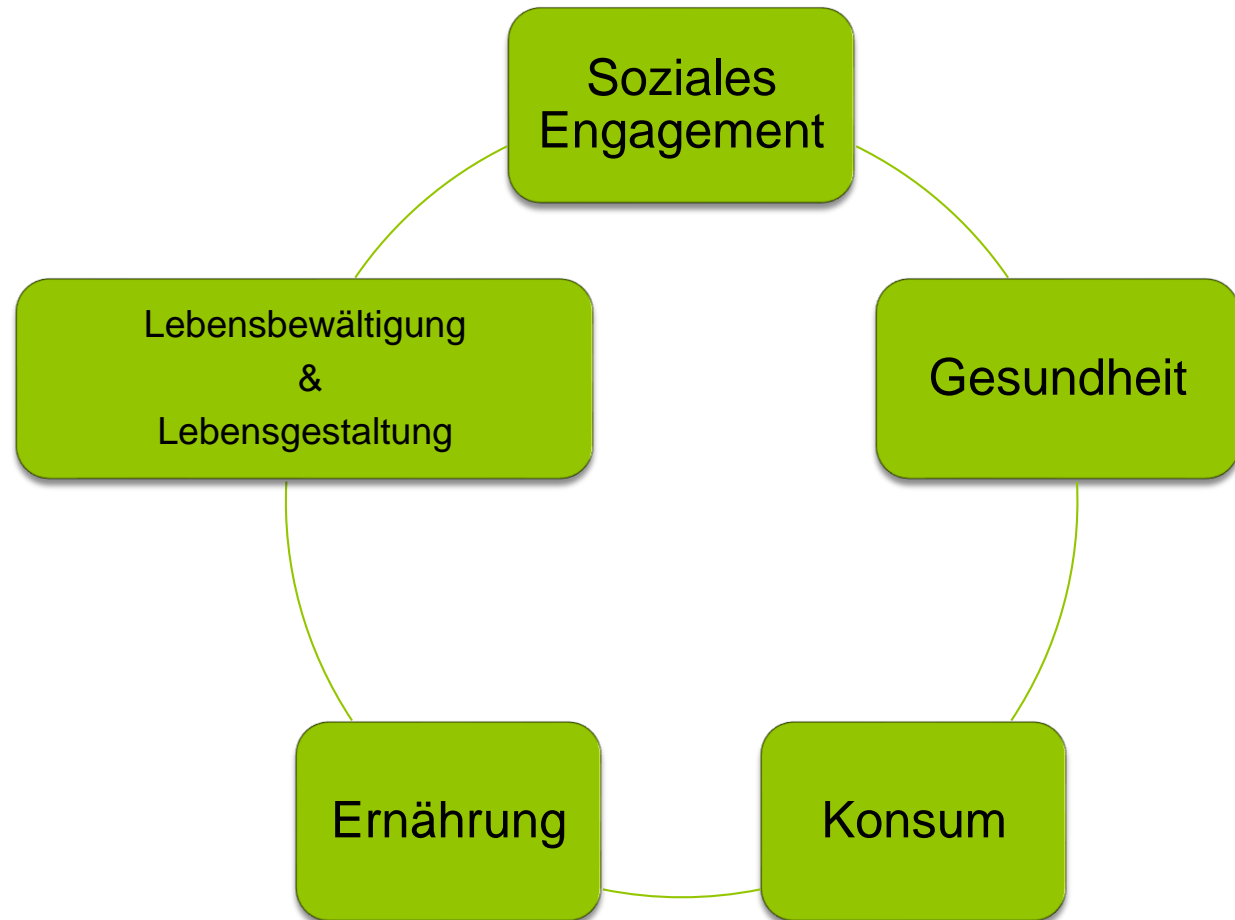 Soziales
Engagement
Lebensbewältigung
&
Lebensgestaltung
Gesundheit
Ernährung
Konsum